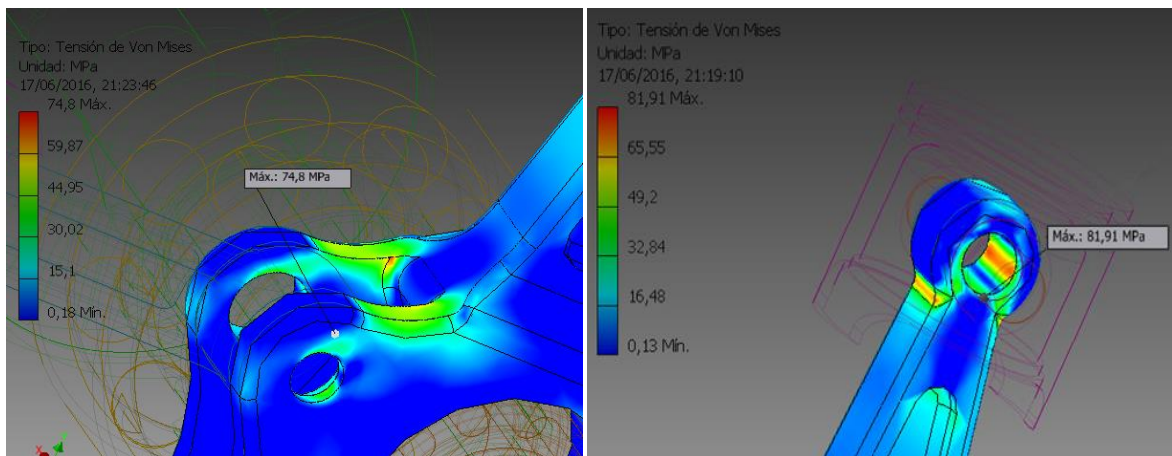 Tipo: Tensión de Von Mises
Unidad: MPa
17/06/2016, 21:23:46
74,8 Máx.
59,87
44,95
30,02
15,1
0,18 Mín.
Máx.: 74,8 MPa
X
Tipo: Tensión de Von Mises
Unidad: MPa
17/06/2016, 21:19:10
81,91 Máx.
65,55
49,2
32,84
16,48
0,13 Mín.
Máx.: 81,91 MPa